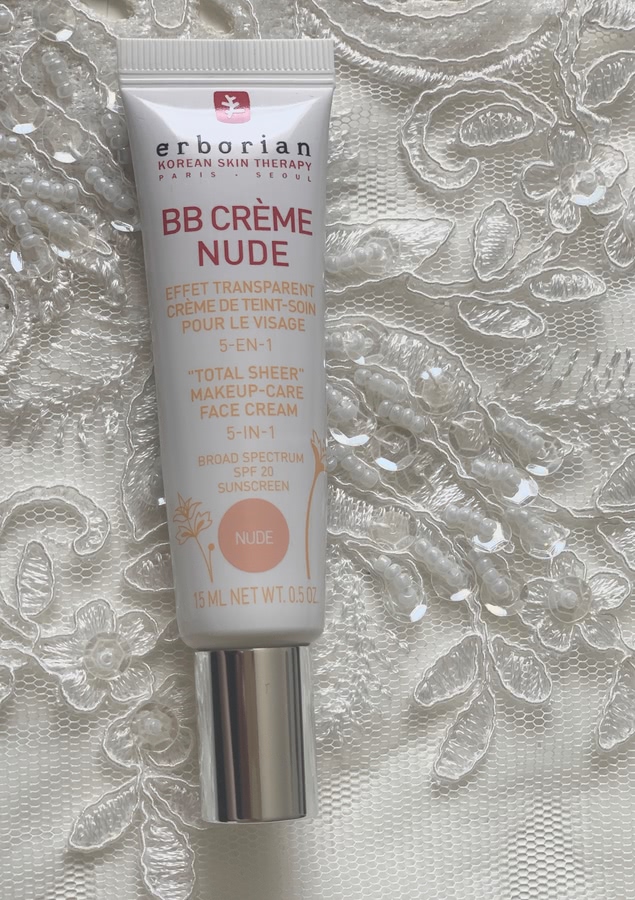 erborian
KOREAN SKIN THERAPY
PARIS · SEOUL
BB CRÈME
NUDE
EFFET TRANSPARENT
CRÈME DE TEINT-SOIN
POUR LE VISAGE
5-EN-1
"TOTAL SHEER"
MAKEUP-CARE
FACE CREAM
5-IN-1
BROAD SPECTRUM
SPF 20
SUNSCREEN
NUDE
15 ML NET WT. 0.5 OZ